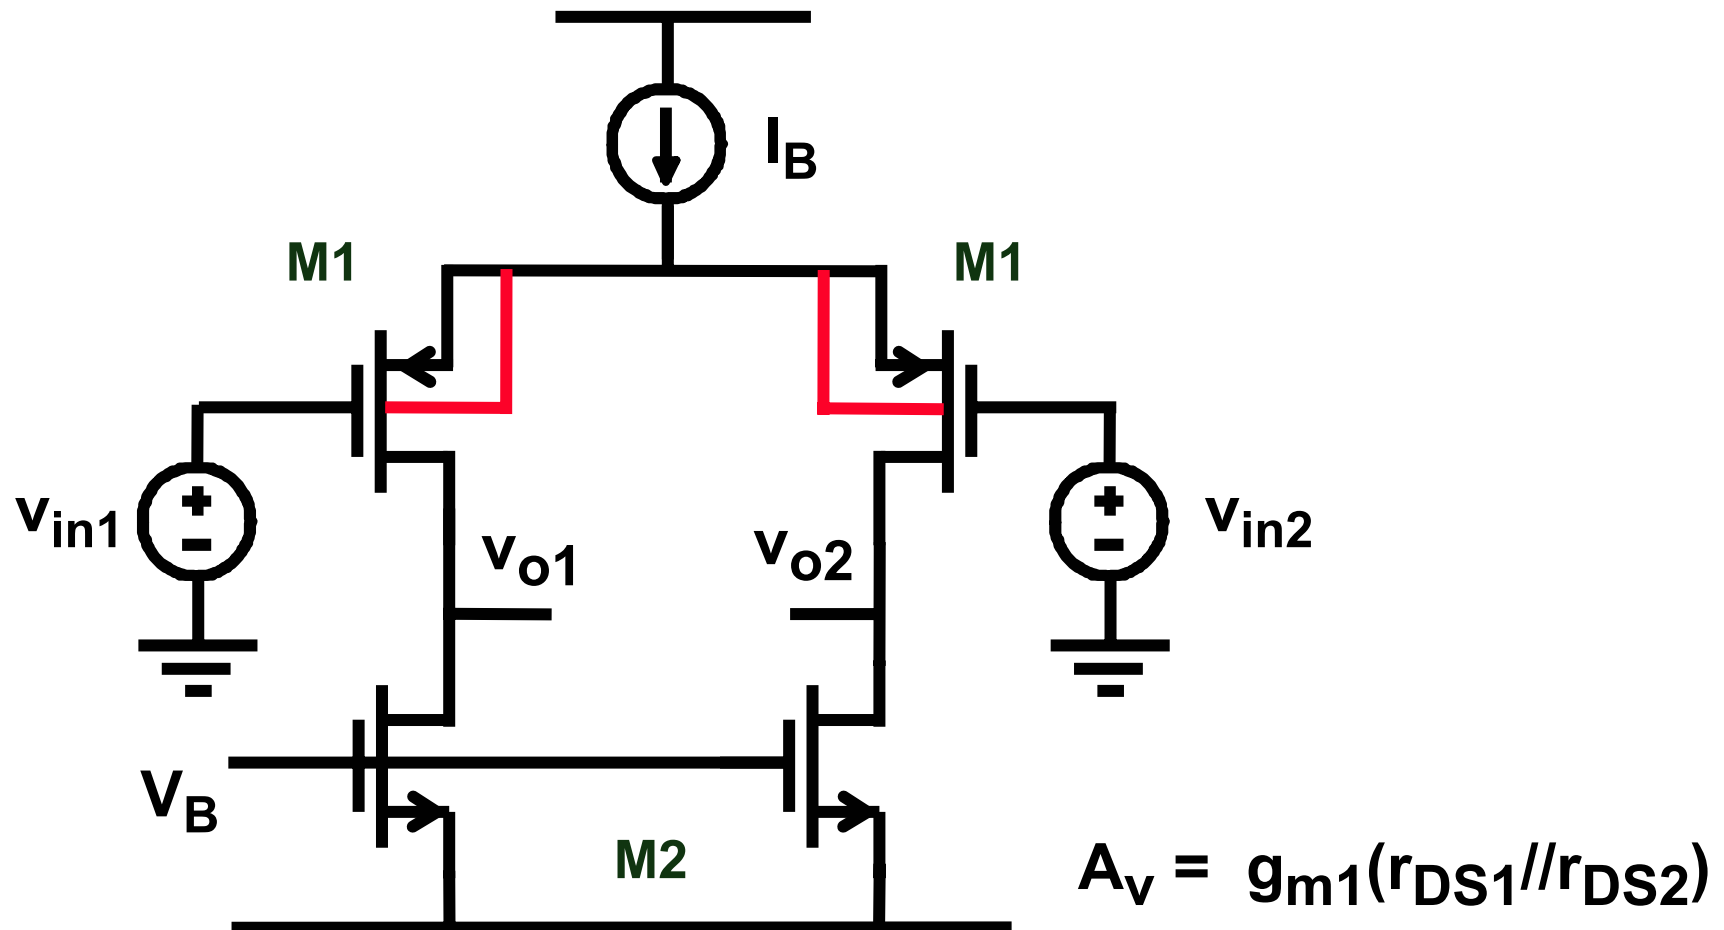 I_B
M1
M1
v_in1
+
-
v_o1
v_o2
+
-
v_in2
V_B
M2
A_v = g_m1(r_DS1//r_DS2)